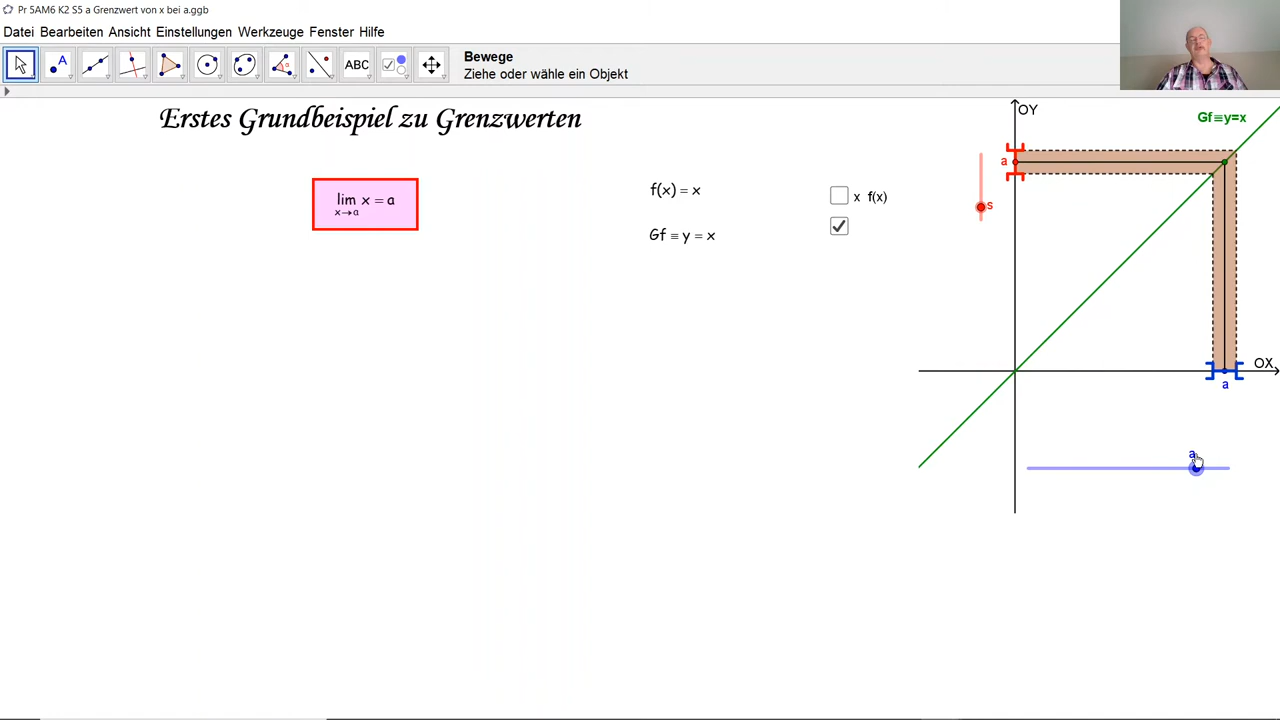 Pr 5AM6 K2 S5 a Grenzwert von x bei a.ggb
Datei Bearbeiten Ansicht Einstellungen Werkzeuge Fenster Hilfe
A
ABC
Bewege
Ziehe oder wähle ein Objekt
Erstes Grundbeispiel zu Grenzwerten
lim x = a
x→a
f(x) = x
Gf ≡ y = x
x f(x)
OY
Gf≡y=x
a
s
OX
a
a